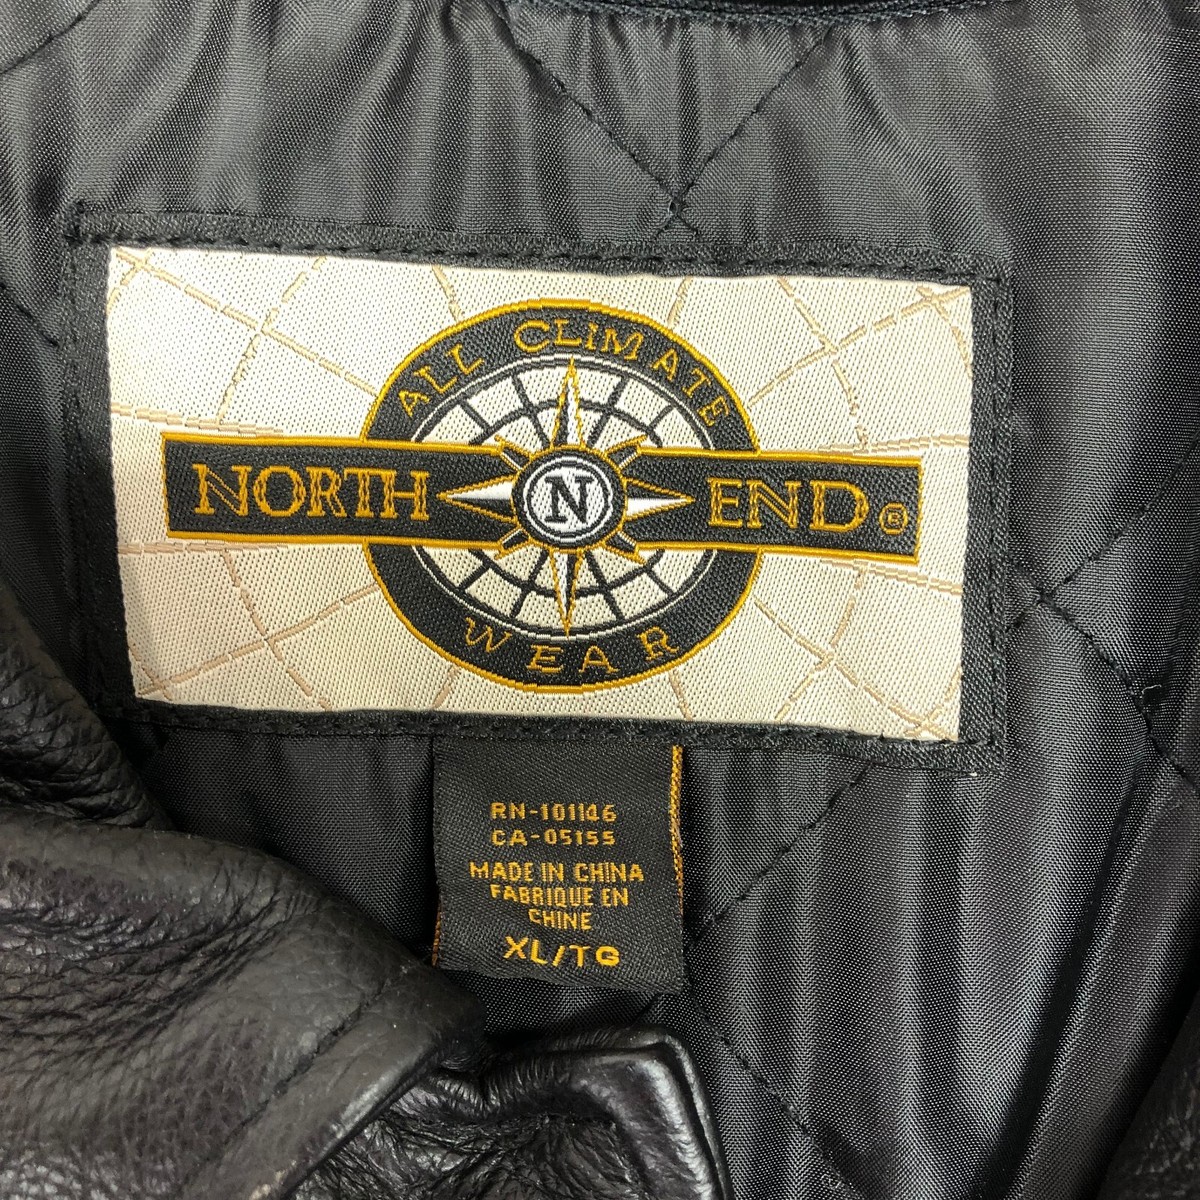 ALL CLIMATE
NORTH N END®
WEAR
RN-101146
CA-05155
MADE IN CHINA
FABRIQUE EN
CHINE
XL/TG